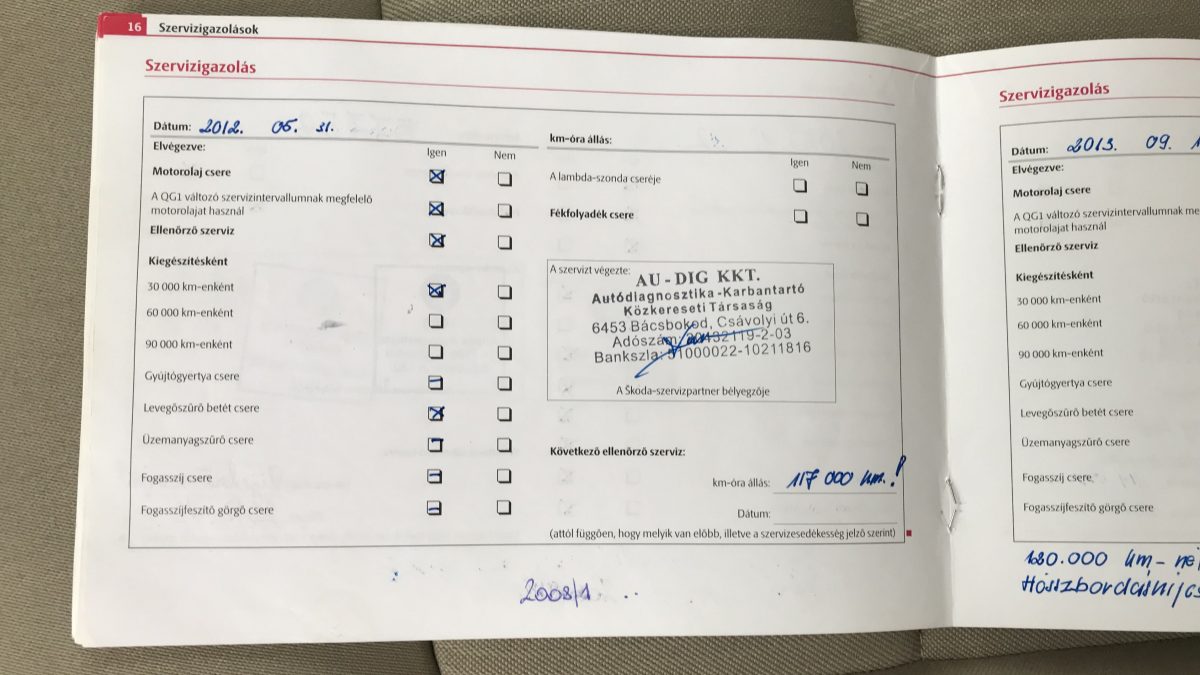 16 Szervizigazolások
Szervizigazolás
Dátum: 2012. 05. 31.
Elvégezve:
Igen Nem
Motorolaj csere
A QG1 változó szervizintervallumnak megfelelő
motorolajat használ
Ellenőrző szerviz
Kiegészítésként
30 000 km-enként
60 000 km-enként
90 000 km-enként
Gyújtógyertya csere
Levegőszűrő betét csere
Üzemanyagszűrő csere
Fogasszíj csere
Fogasszíjfeszítő görgő csere
km-óra állás:
Igen Nem
A lambda-szonda cseréje
Fékfolyadék csere
A szervizt végezte:
AU - DIG KKT.
Autódiagnosztika-Karbantartó
Közkereseti Társaság
6453 Bácsbokod, Csávolyi út 6.
Adószám: -2-03
Bankszla: 51000022-10211816
A Škoda-szervizpartner bélyegzője
Következő ellenőrző szerviz:
km-óra állás: 117 000 km.!
Dátum:
(attól függően, hogy melyik van előbb, illetve a szervizesedékesség jelző szerint)
2008/1
Szervizigazolás
Dátum: 2013. 09.
Elvégezve:
Motorolaj csere
A QG1 változó szervizintervallumnak
motorolajat használ
Ellenőrző szerviz
Kiegészítésként
30 000 km-enként
60 000 km-enként
90 000 km-enként
Gyújtógyertya csere
Levegőszűrő betét csere
Üzemanyagszűrő csere
Fogasszíj csere
Fogasszíjfeszítő görgő csere
km-